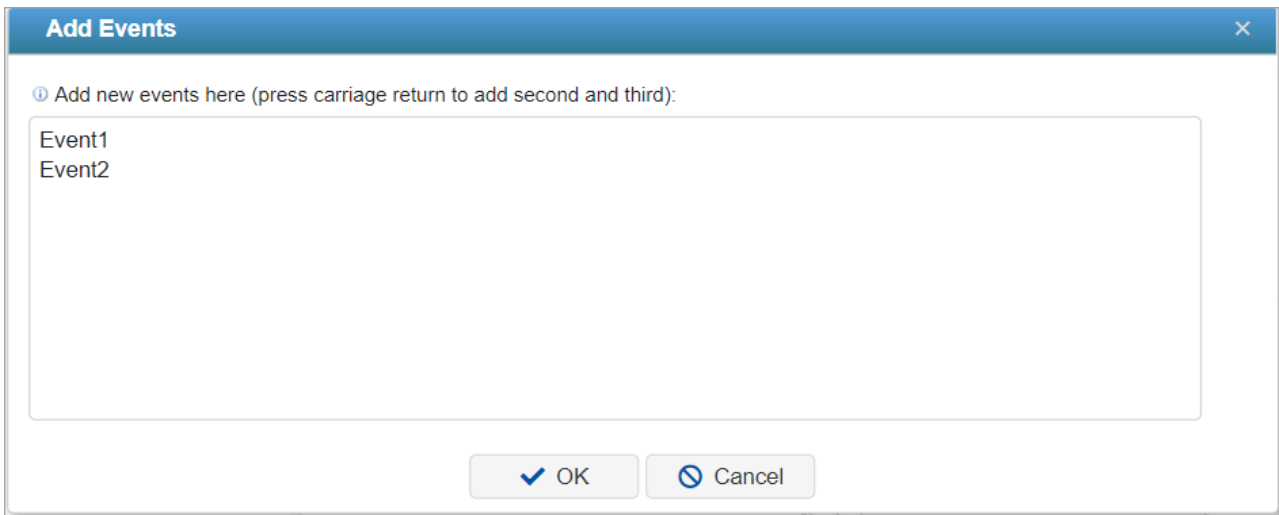 Add Events
Add new events here (press carriage return to add second and third):
Event1
Event2
OK
Cancel